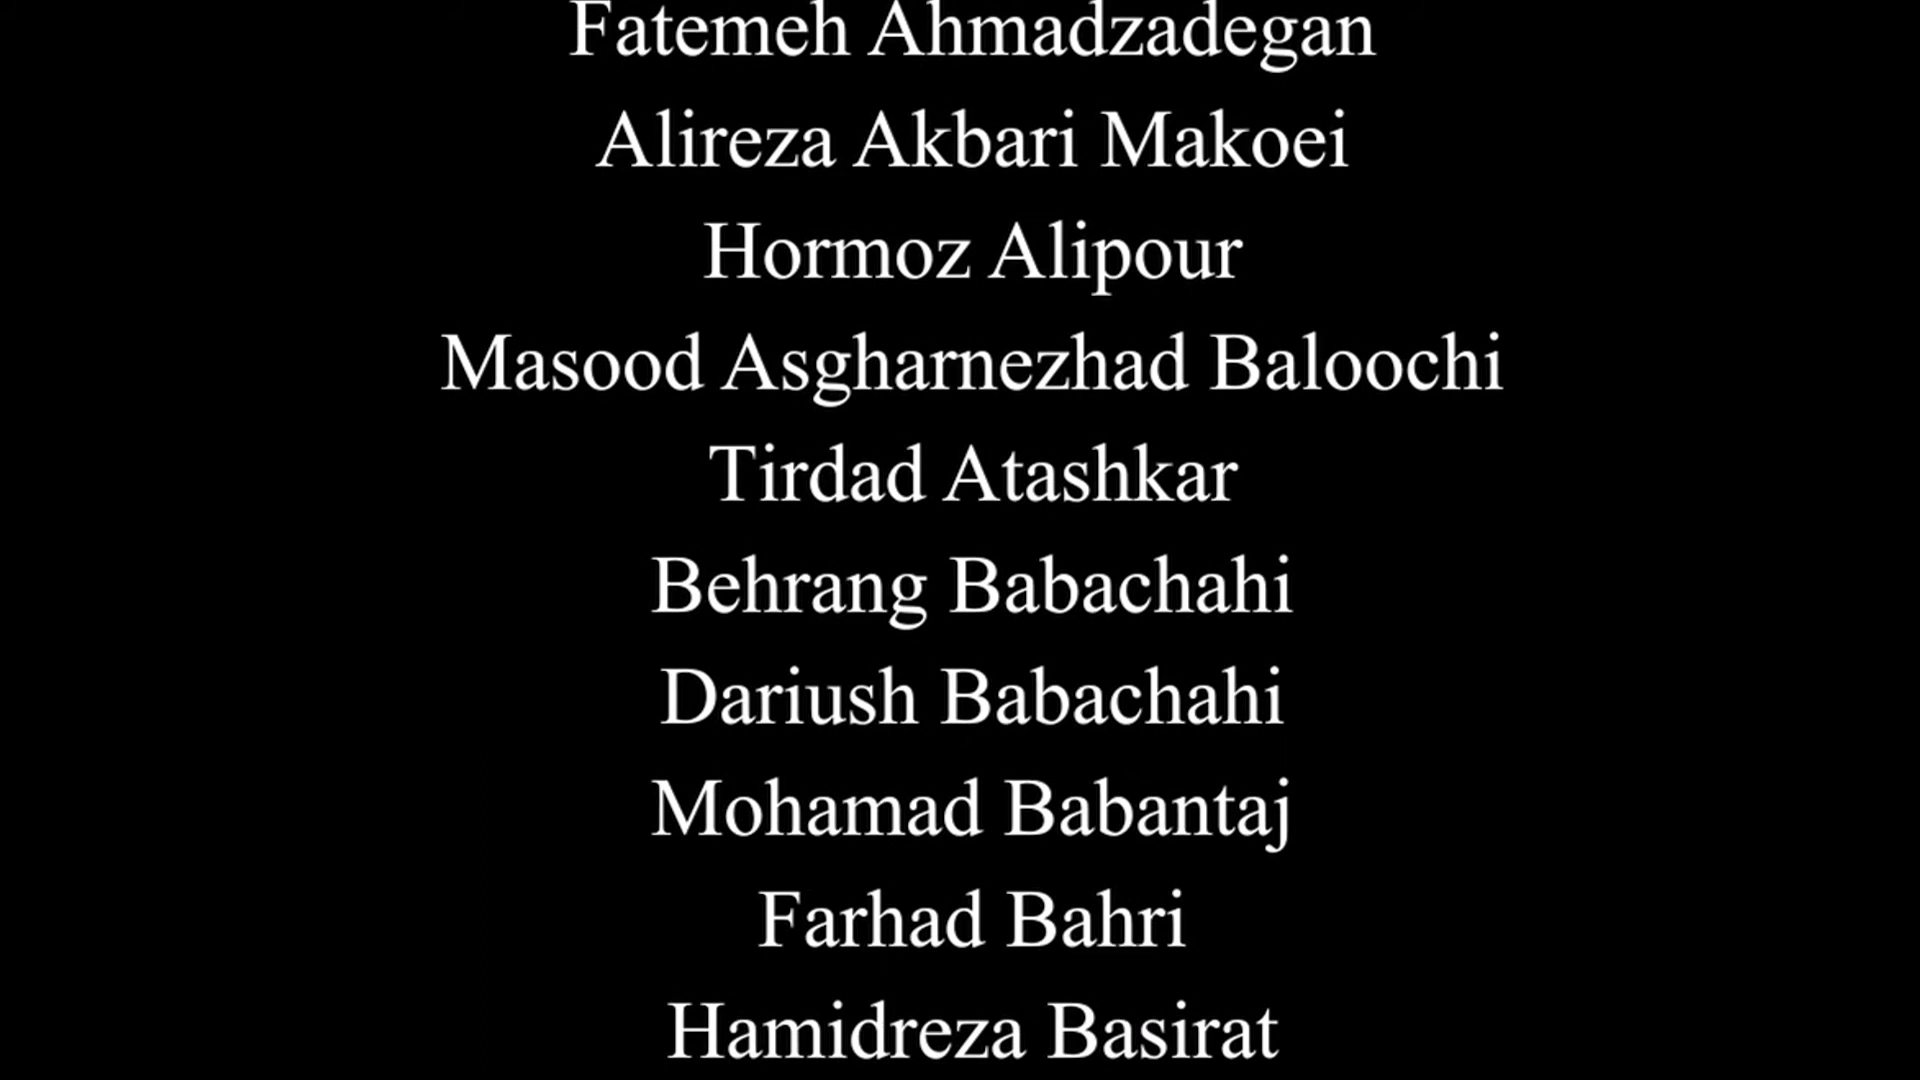 Fatemeh Ahmadzadegan
Alireza Akbari Makoei
Hormoz Alipour
Masood Asgharnezhad Baloochi
Tirdad Atashkar
Behrang Babachahi
Dariush Babachahi
Mohamad Babantaj
Farhad Bahri
Hamidreza Basirat